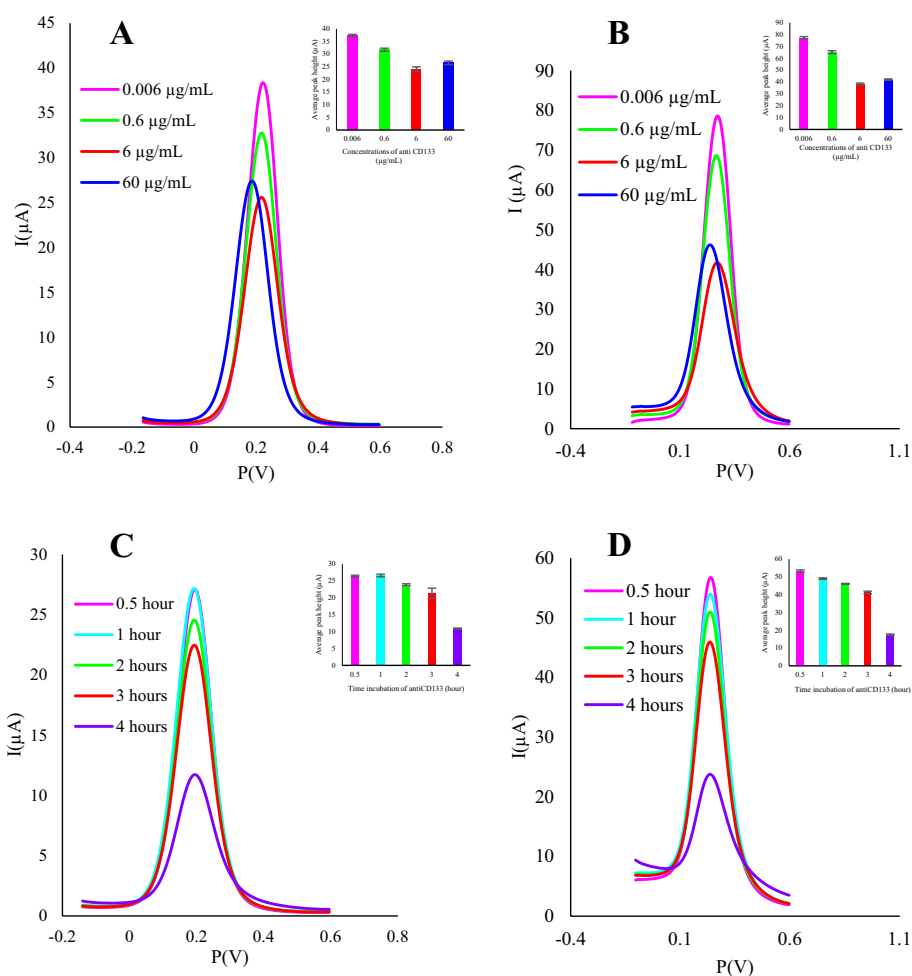 A
45
40
35
30
25
20
15
10
5
0
I(µA)
-0.4
-0.2
0
0.2
0.4
0.6
0.8
P(V)
0.006 µg/mL
0.6 µg/mL
6 µg/mL
60 µg/mL
Average peak height (µA)
40
35
30
25
20
15
10
5
0
0.006 0.6 6 60
Concentrations of anti CD133
(µg/mL)
B
90
80
70
60
50
40
30
20
10
0
I (µA)
-0.4
0.1
0.6
1.1
P(V)
0.006 µg/mL
0.6 µg/mL
6 µg/mL
60 µg/mL
Average peak height (µA)
90
80
70
60
50
40
30
20
10
0
0.006 0.6 6 60
Concentrations of anti CD133
(µg/mL)
C
30
25
20
15
10
5
0
I(µA)
-0.2
0
0.2
0.4
0.6
0.8
P(V)
0.5 hour
1 hour
2 hours
3 hours
4 hours
Average peak height (µA)
30
25
20
15
10
5
0
0.5 1 2 3 4
Time incubation of antiCD133 (hour)
D
60
50
40
30
20
10
0
I(µA)
-0.4
0.1
0.6
1.1
P(V)
0.5 hour
1 hour
2 hours
3 hours
4 hours
Average peak height (µA)
60
50
40
30
20
10
0
0.5 1 2 3 4
Time incubation of antiCD133 (hour)